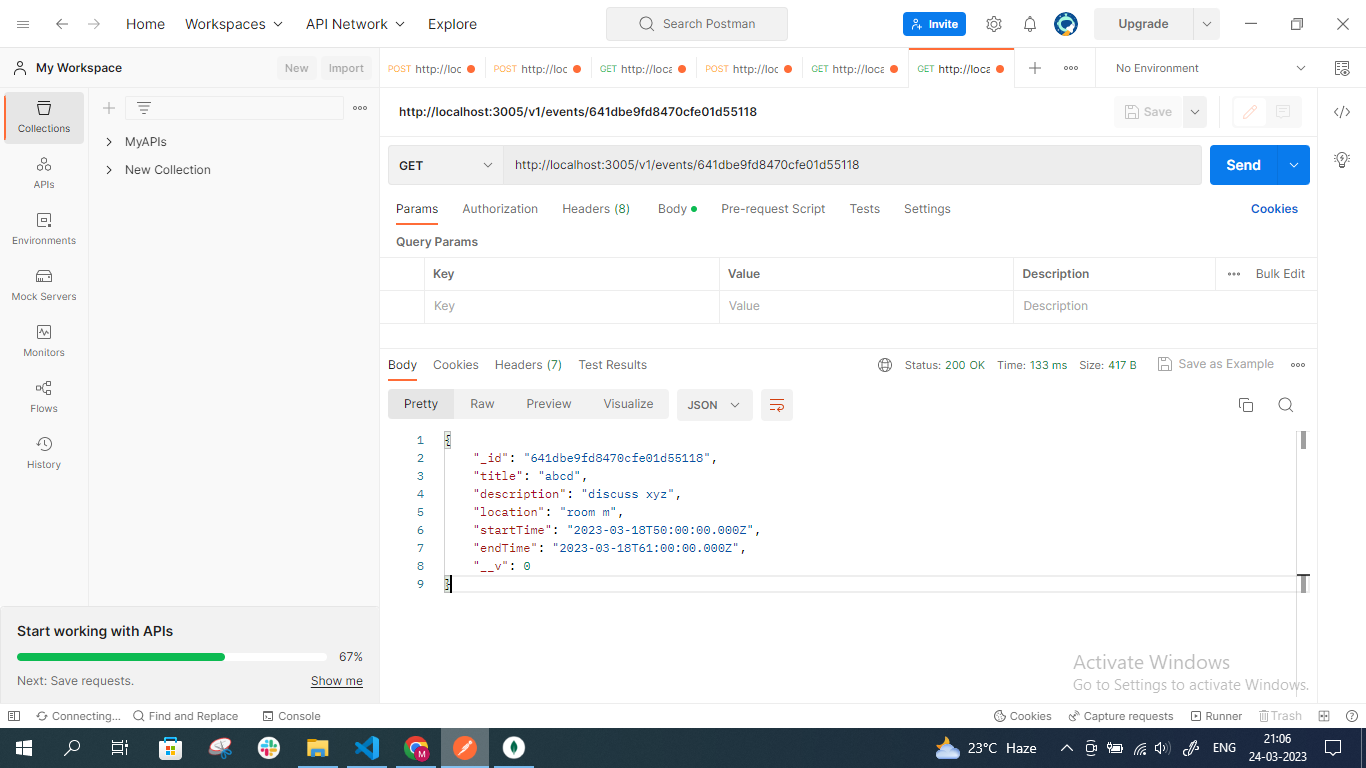 Home Workspaces API Network Explore Search Postman Invite Upgrade
My Workspace New Import POST http://loc POST http://loc GET http://loca POST http://loc GET http://loca GET http://loca No Environment
Collections
APIs
Environments
Mock Servers
Monitors
Flows
History
MyAPIs
New Collection
http://localhost:3005/v1/events/641dbe9fd8470cfe01d55118 Save
GET http://localhost:3005/v1/events/641dbe9fd8470cfe01d55118 Send
Params Authorization Headers (8) Body Pre-request Script Tests Settings Cookies
Query Params
Key Value Description Bulk Edit
Key Value Description
Body Cookies Headers (7) Test Results Status: 200 OK Time: 133 ms Size: 417 B Save as Example
Pretty Raw Preview Visualize JSON
1 {
2 "_id": "641dbe9fd8470cfe01d55118",
3 "title": "abcd",
4 "description": "discuss xyz",
5 "location": "room m",
6 "startTime": "2023-03-18T50:00:00.000Z",
7 "endTime": "2023-03-18T61:00:00.000Z",
8 "__v": 0
9 }
Start working with APIs
67%
Next: Save requests. Show me
Activate Windows
Go to Settings to activate Windows.
Connecting... Find and Replace Console Cookies Capture requests Runner Trash
23°C Haze ENG 21:06
24-03-2023